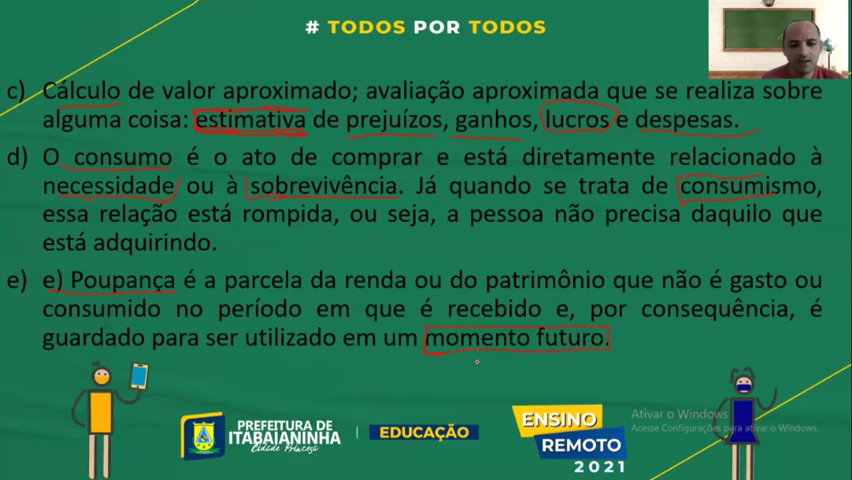 # TODOS POR TODOS
c) Cálculo de valor aproximado; avaliação aproximada que se realiza sobre
alguma coisa: estimativa de prejuízos, ganhos, lucros e despesas.
d) O consumo é o ato de comprar e está diretamente relacionado à
necessidade ou à sobrevivência. Já quando se trata de consumismo,
essa relação está rompida, ou seja, a pessoa não precisa daquilo que
está adquirindo.
e) e) Poupança é a parcela da renda ou do patrimônio que não é gasto ou
consumido no período em que é recebido e, por consequência, é
guardado para ser utilizado em um momento futuro.
PREFEITURA DE
ITABAIANINHA
Cidade Princesa
EDUCAÇÃO
ENSINO
REMOTO
2021
Ativar o Windows
Acesse Configurações para ativar o Windows.